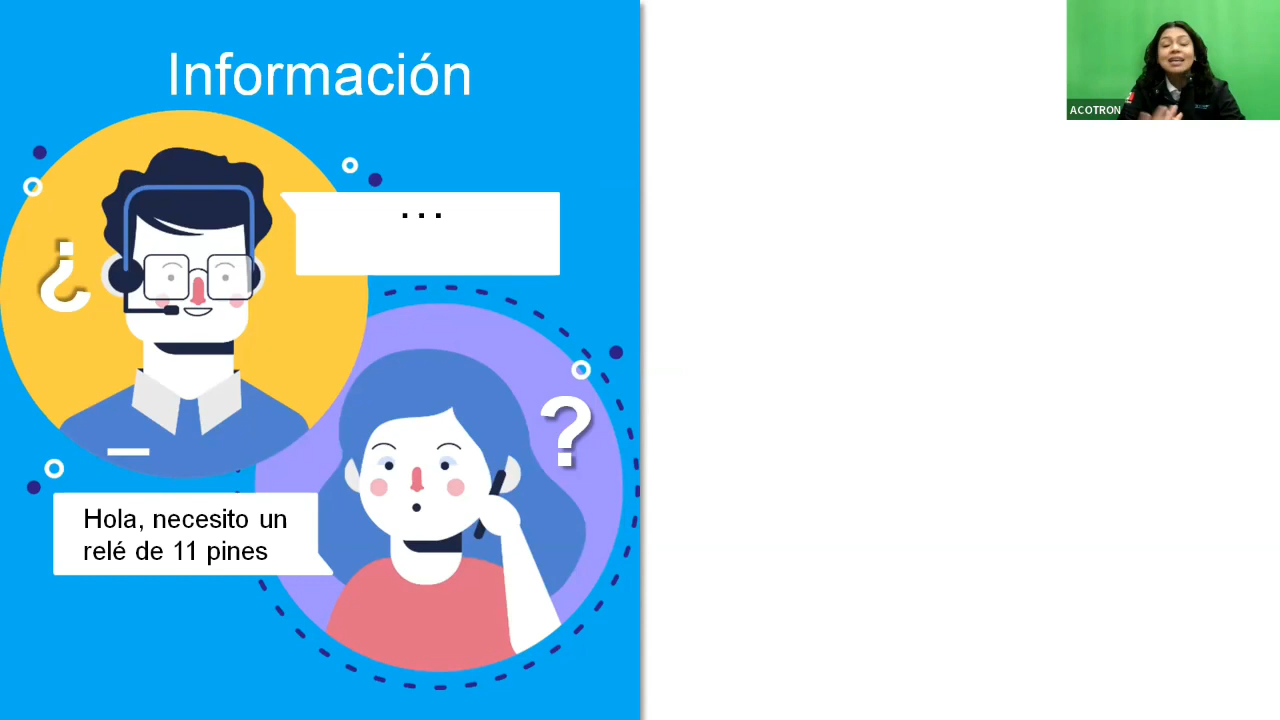 Información
ACOTRON
...
¿
?
Hola, necesito un
relé de 11 pines